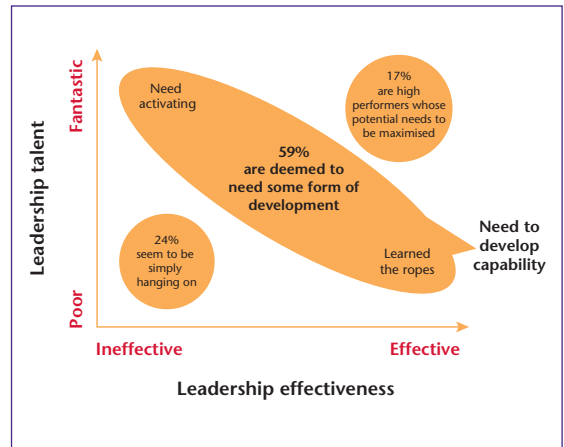 Leadership talent
Fantastic
Poor
Need
activating
17%
are high
performers whose
potential needs to
be maximised
59%
are deemed to
need some form of
development
24%
seem to be
simply
hanging on
Learned
the ropes
Need to
develop
capability
Ineffective
Effective
Leadership effectiveness